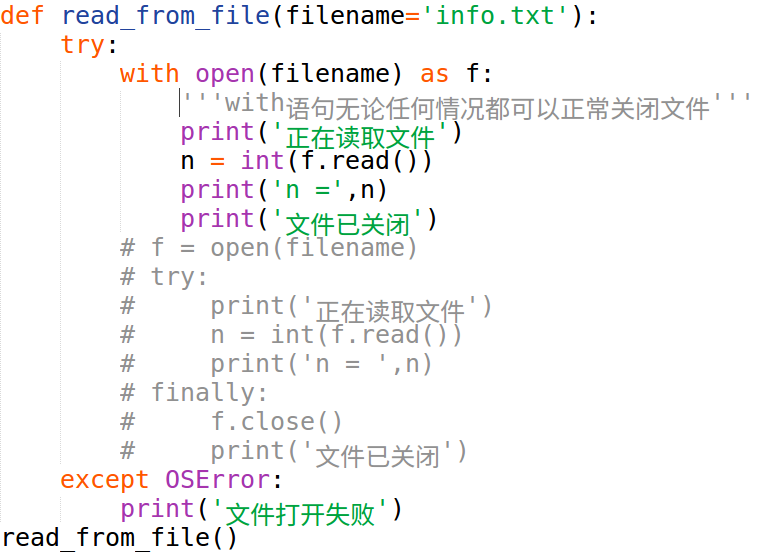 def read_from_file(filename='info.txt'):
    try:
        with open(filename) as f:
            '''with语句无论任何情况都可以正常关闭文件'''
            print('正在读取文件')
            n = int(f.read())
            print('n =',n)
            print('文件已关闭')
        # f = open(filename)
        # try:
        #     print('正在读取文件')
        #     n = int(f.read())
        #     print('n = ',n)
        # finally:
        #     f.close()
        #     print('文件已关闭')
    except OSError:
        print('文件打开失败')
read_from_file()